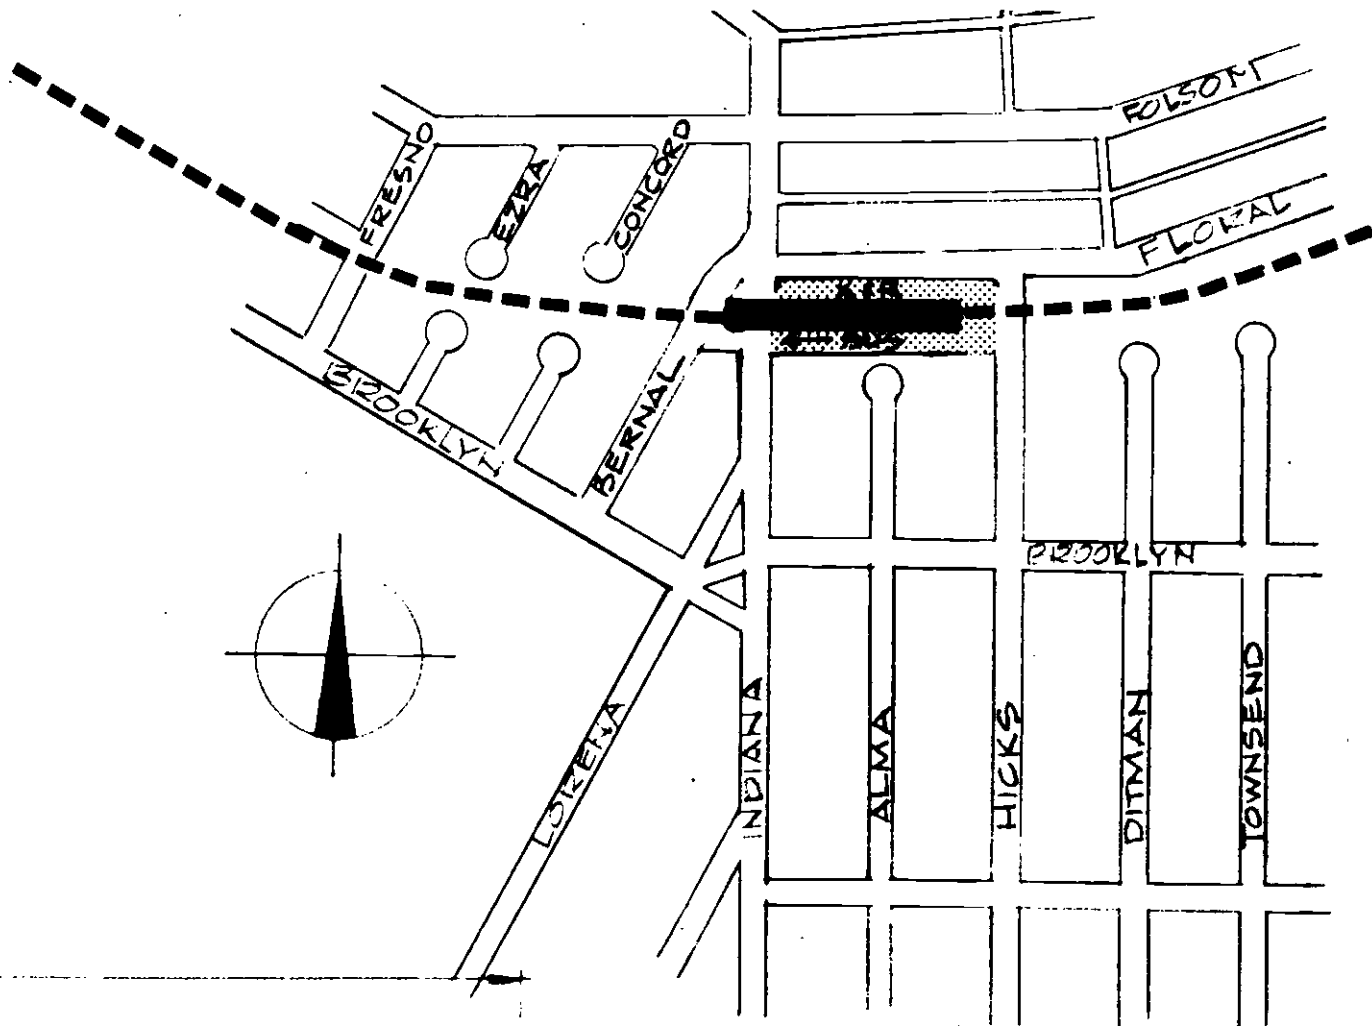 FOLSOM
FRESNO
EZRA
CONCORD
FLORAL
BROOKLYN
BERNAL
BROOKLYN
LORENA
INDIANA
ALMA
HICKS
DITMAN
TOWNSEND